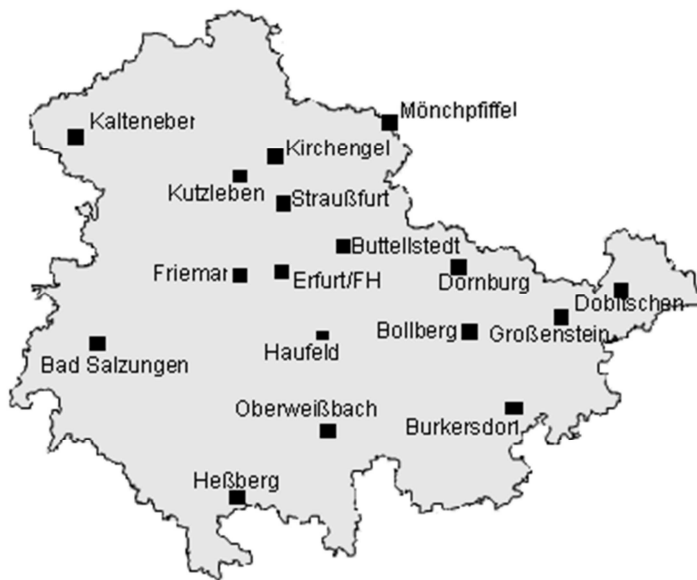 Mönchpfiffel
Kalteneber
Kirchengel
Kutzleben
Straußfurt
Buttellstedt
Friemar
Erfurt/FH
Dornburg
Dobitschen
Bollberg
Großenstein
Haufeld
Bad Salzungen
Oberweißbach
Burkersdorf
Heßberg